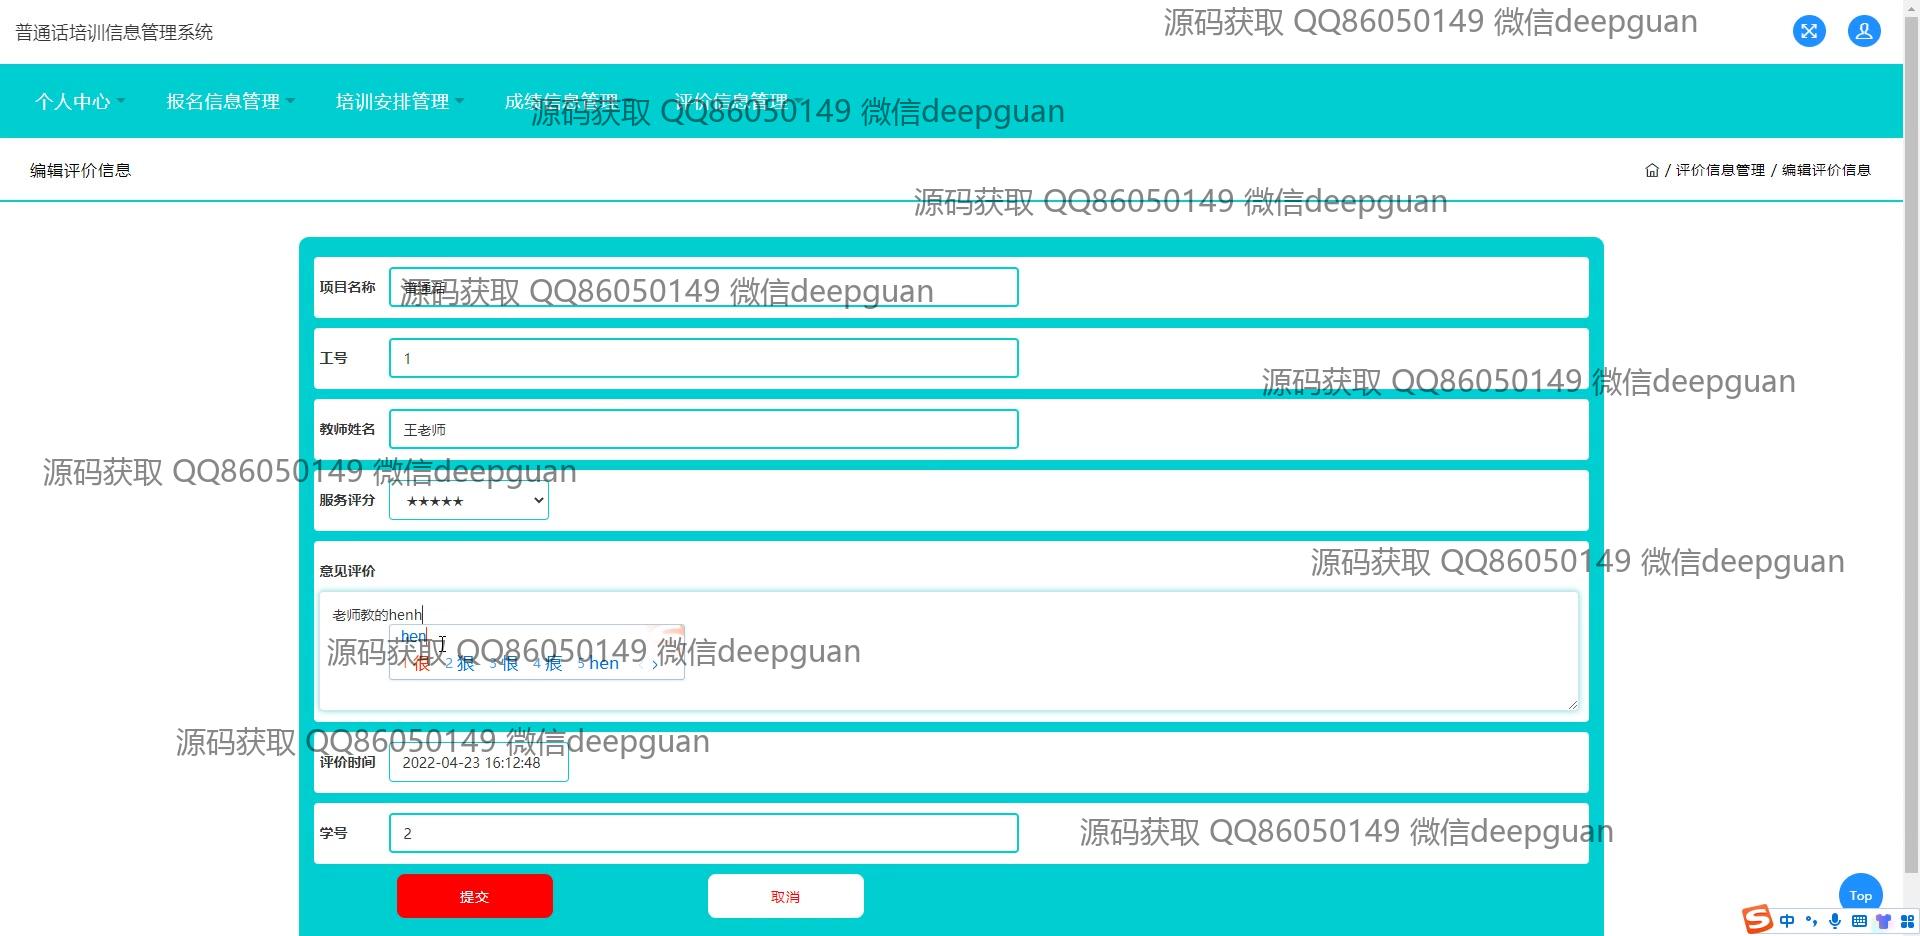 普通话培训信息管理系统
源码获取 QQ86050149 微信deepguan
个人中心 报名信息管理 培训安排管理 成绩信息管理 评价信息管理
源码获取 QQ86050149 微信deepguan
编辑评价信息
/ 评价信息管理 / 编辑评价信息
源码获取 QQ86050149 微信deepguan
项目名称 普通话
源码获取 QQ86050149 微信deepguan
工号 1
源码获取 QQ86050149 微信deepguan
教师姓名 王老师
源码获取 QQ86050149 微信deepguan
服务评分 ★★★★★
源码获取 QQ86050149 微信deepguan
意见评价
老师教的henh
hen
源码获取 QQ86050149 微信deepguan
1 很 2 狠 3 恨 4 痕 5 hen
源码获取 QQ86050149 微信deepguan
评价时间 2022-04-23 16:12:48
学号 2
源码获取 QQ86050149 微信deepguan
提交 取消
Top
S 中